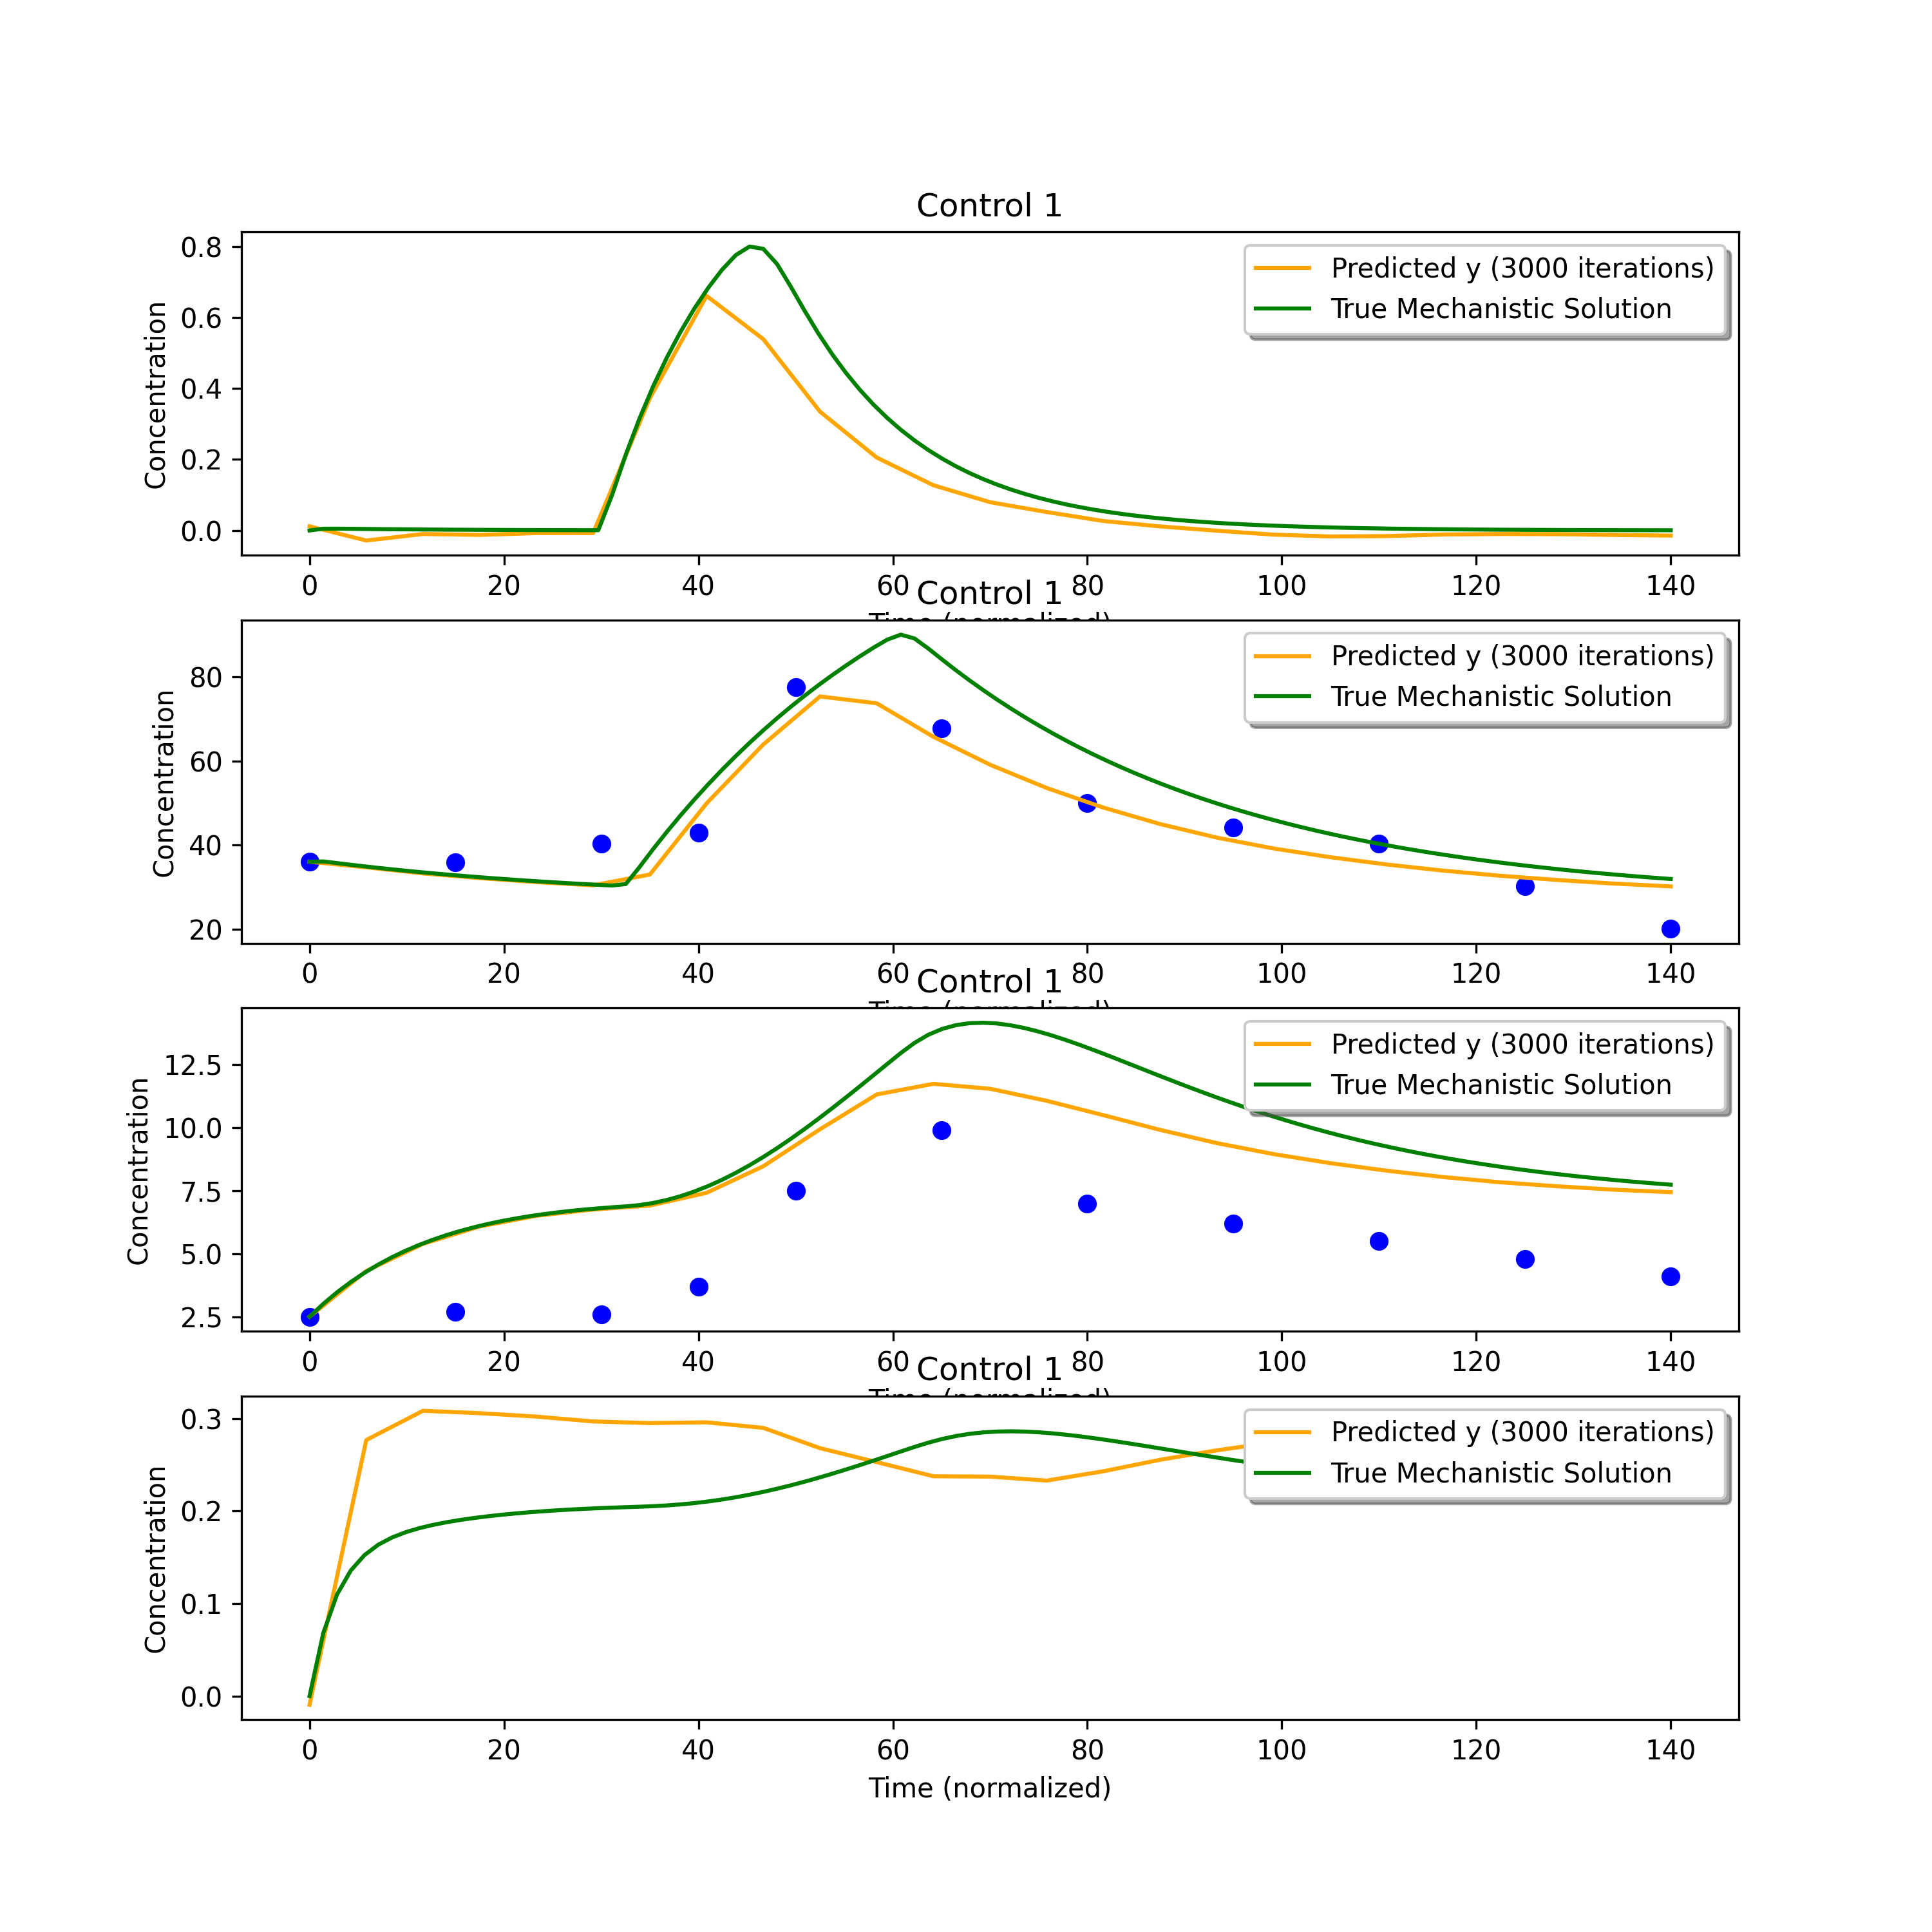 Control 1
Concentration
0.8
0.6
0.4
0.2
0.0
Predicted y (3000 iterations)
True Mechanistic Solution
0 20 40 60 80 100 120 140
Control 1
Concentration
80
60
40
20
Predicted y (3000 iterations)
True Mechanistic Solution
0 20 40 60 80 100 120 140
Control 1
Concentration
12.5
10.0
7.5
5.0
2.5
Predicted y (3000 iterations)
True Mechanistic Solution
0 20 40 60 80 100 120 140
Control 1
Concentration
0.3
0.2
0.1
0.0
Predicted y (3000 iterations)
True Mechanistic Solution
0 20 40 60 80 100 120 140
Time (normalized)